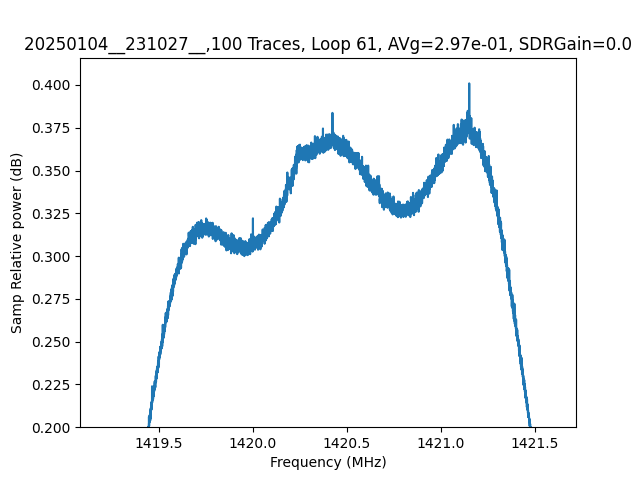 20250104__231027__,100 Traces, Loop 61, AVg=2.97e-01, SDRGain=0.0
Samp Relative power (dB)
0.400
0.375
0.350
0.325
0.300
0.275
0.250
0.225
0.200
1419.5 1420.0 1420.5 1421.0 1421.5
Frequency (MHz)